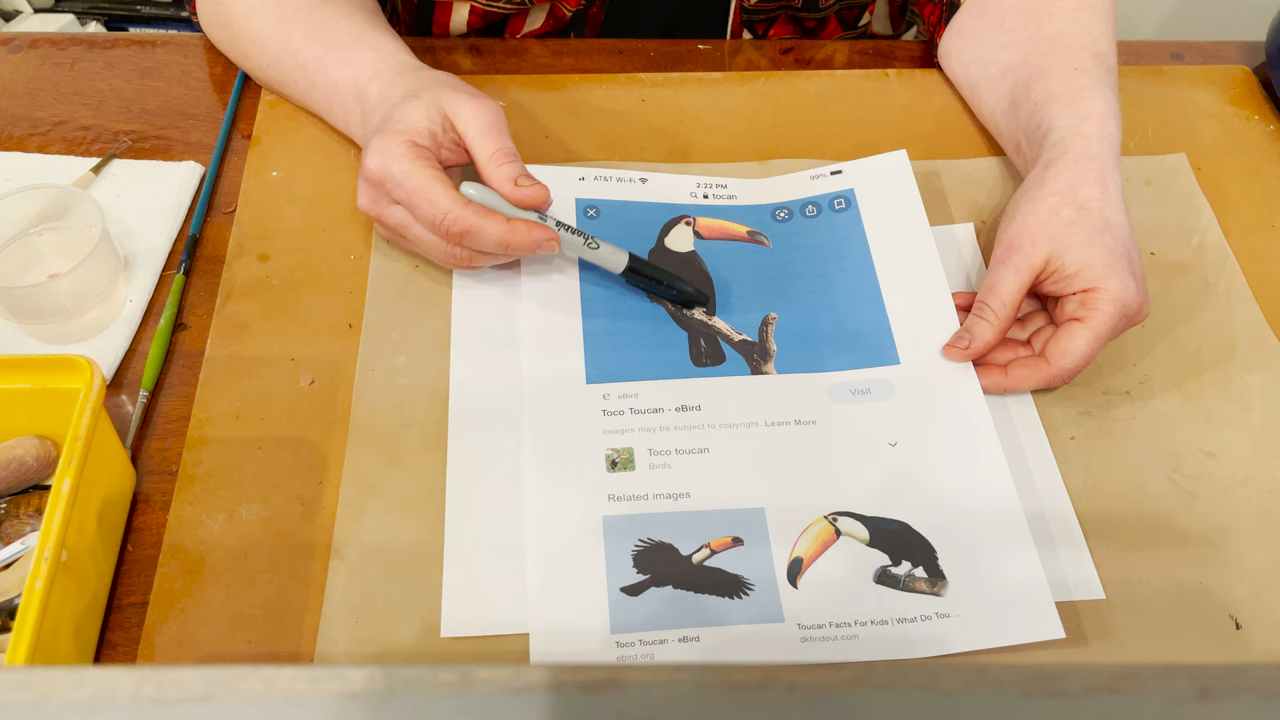 AT&T Wi-Fi
2:22 PM
99%
tocan
Sharpie
e eBird
Visit
Toco Toucan - eBird
Images may be subject to copyright. Learn More
Toco toucan
Birds
Related images
Toco Toucan - eBird
ebird.org
Toucan Facts For Kids | What Do Tou...
dkfindout.com